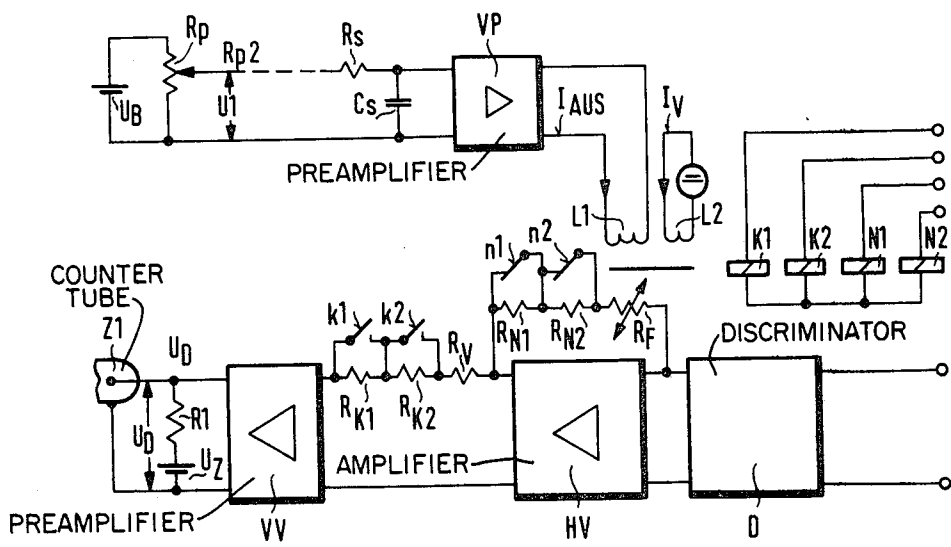 Rp
Rp2
Rs
VP
UB
U1
Cs
PREAMPLIFIER
IAUS
IV
L1
L2
K1
K2
N1
N2
n1
n2
COUNTER
TUBE
Z1
UD
k1
k2
RV
RN1
RN2
RF
DISCRIMINATOR
UD
R1
UZ
RK1
RK2
AMPLIFIER
PREAMPLIFIER
VV
HV
D